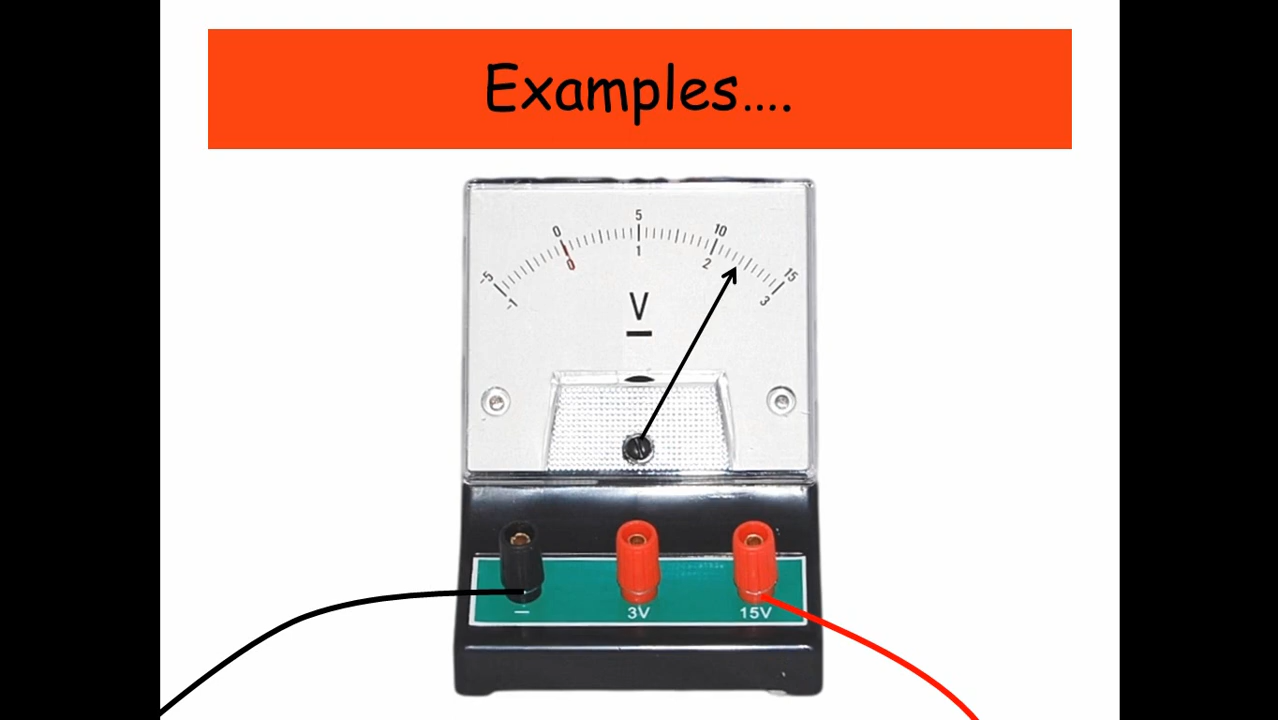 Examples....
-5 0 5 10 15
-1 0 1 2 3
V
— 3V 15V